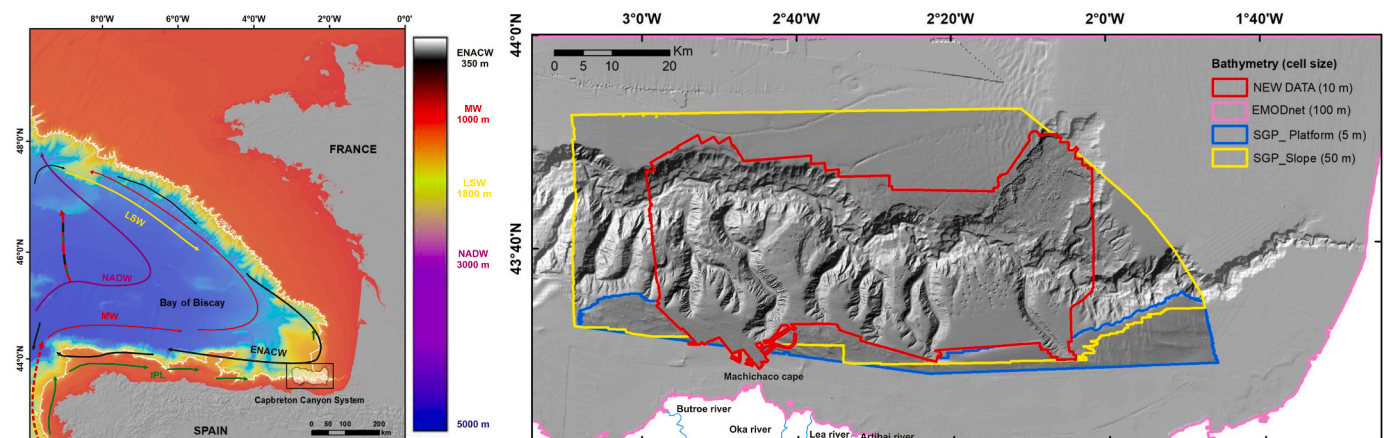 8°0'W
6°0'W
4°0'W
2°0'W
0°0'
48°0'N
46°0'N
44°0'N
FRANCE
LSW
NADW
Bay of Biscay
MW
ENACW
IPL
Capbreton Canyon System
SPAIN
0 50 100 200
km
ENACW
350 m
MW
1000 m
LSW
1800 m
NADW
3000 m
5000 m
3°0'W
2°40'W
2°20'W
2°0'W
1°40'W
44°0'N
43°40'N
Km
0 5 10 20
Bathymetry (cell size)
NEW DATA (10 m)
EMODnet (100 m)
SGP_ Platform (5 m)
SGP_Slope (50 m)
Machichaco cape
Butroe river
Oka river
Lea river
Artibai river